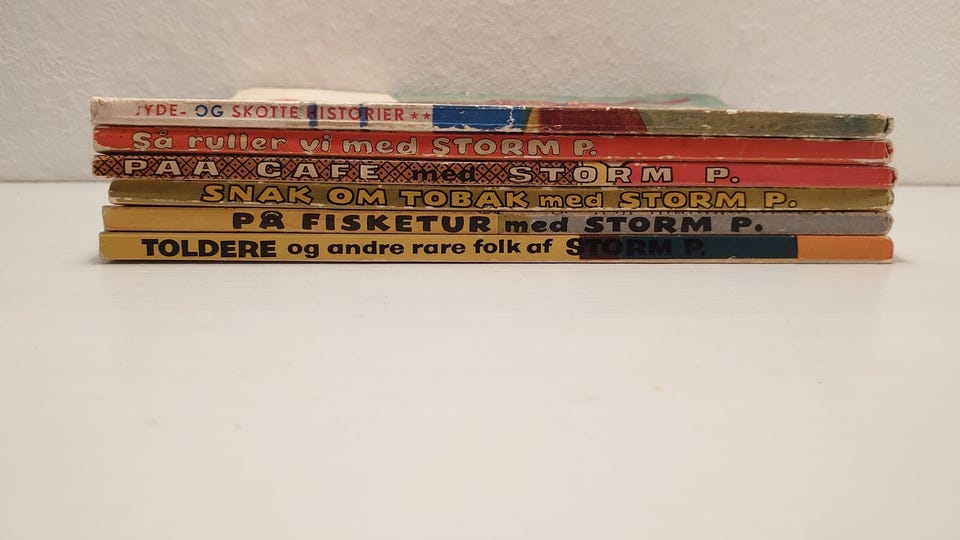 JYDE- OG SKOTTE HISTORIER **
Så ruller vi med STORM P.
PAA CAFE med STORM P.
SNAK OM TOBAK med STORM P.
PÅ FISKETUR med STORM P.
TOLDERE og andre rare folk af STORM P.